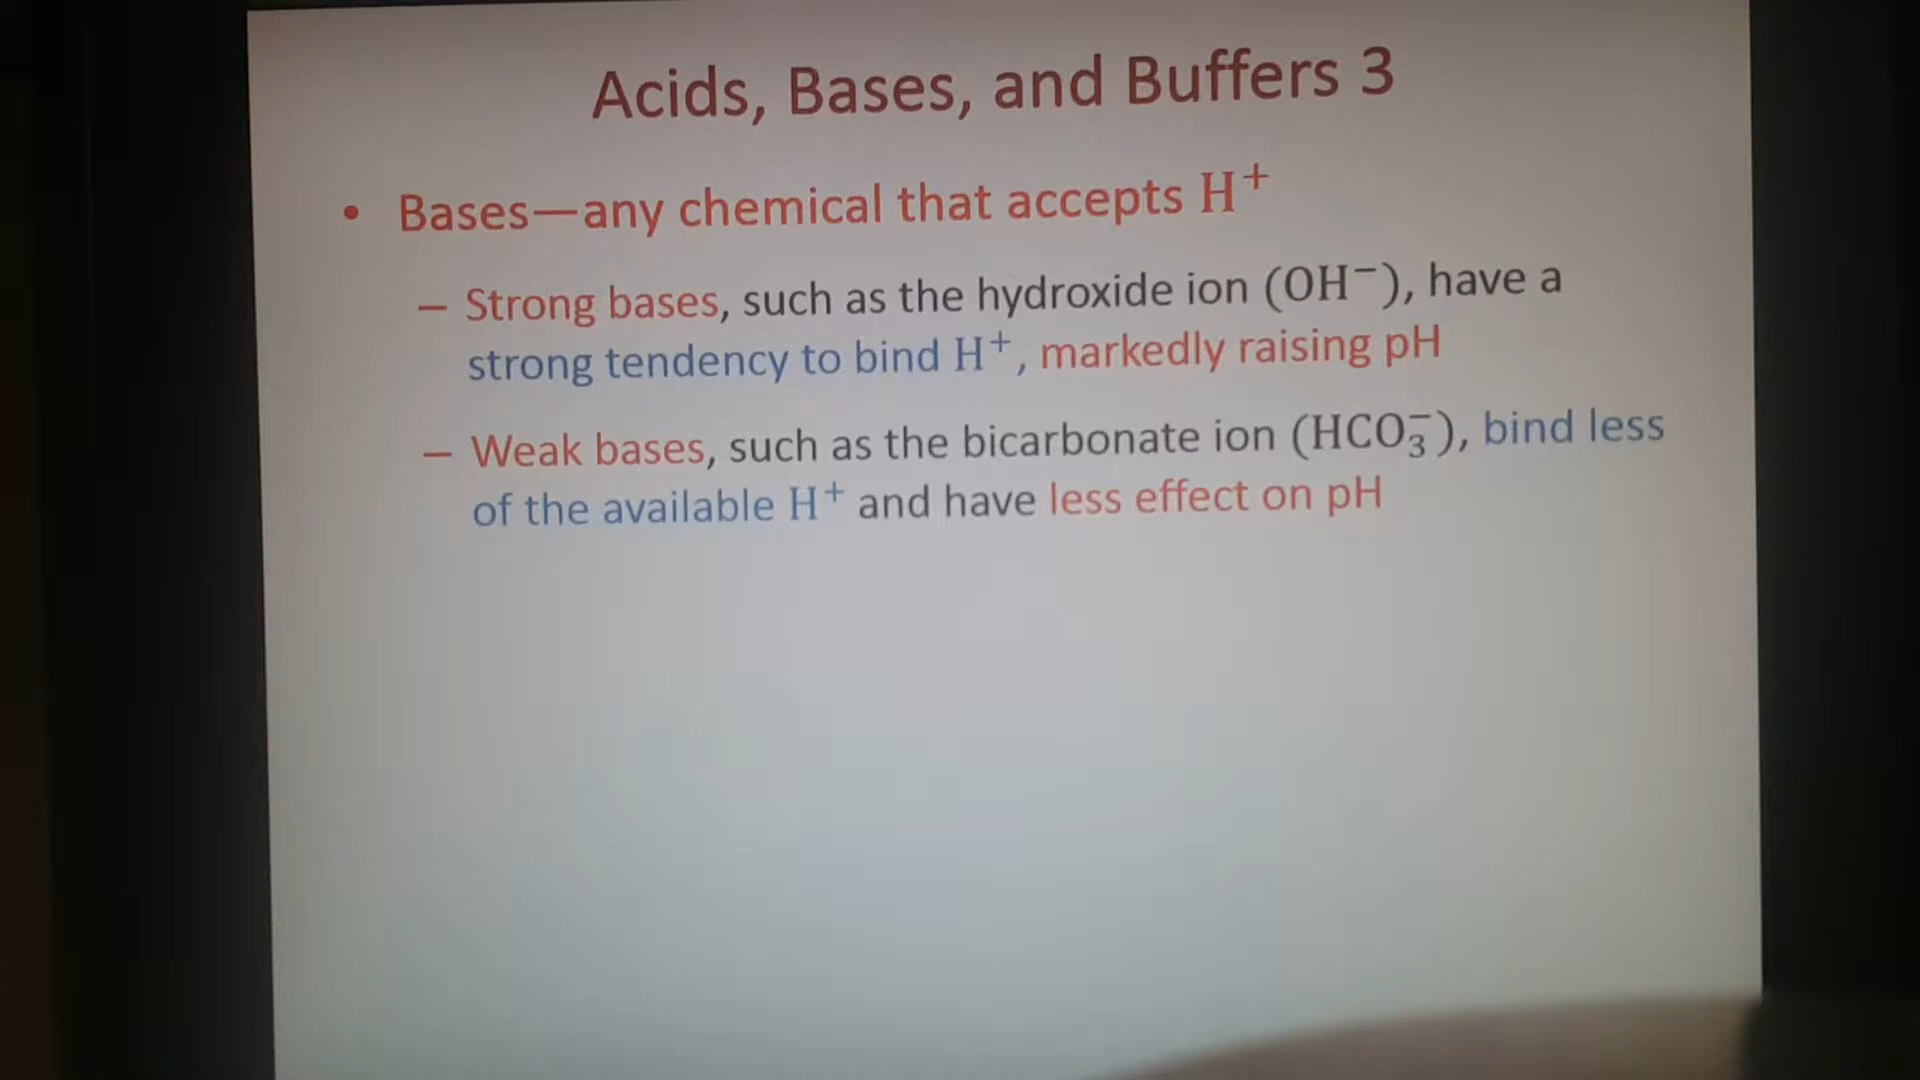 Acids, Bases, and Buffers 3
• Bases—any chemical that accepts H⁺
– Strong bases, such as the hydroxide ion (OH⁻), have a
strong tendency to bind H⁺, markedly raising pH
– Weak bases, such as the bicarbonate ion (HCO₃⁻), bind less
of the available H⁺ and have less effect on pH